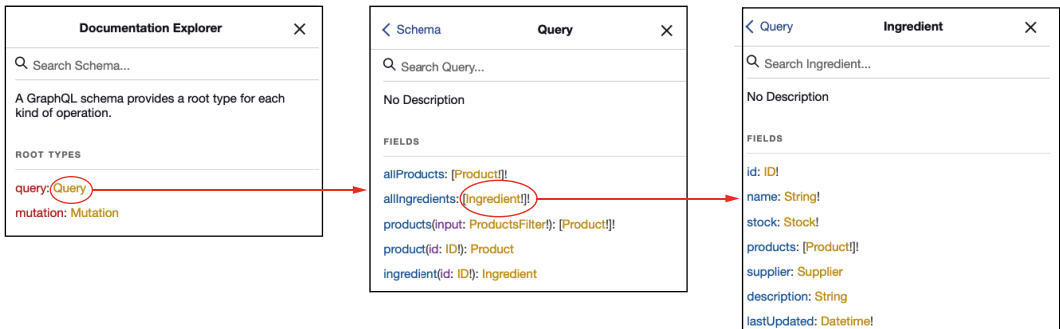 Documentation Explorer
Search Schema...
A GraphQL schema provides a root type for each
kind of operation.
ROOT TYPES
query: Query
mutation: Mutation
Schema
Query
Search Query...
No Description
FIELDS
allProducts: [Product!]!
allIngredients: [Ingredient!]!
products(input: ProductsFilter!): [Product!]!
product(id: ID!): Product
ingredient(id: ID!): Ingredient
Query
Ingredient
Search Ingredient...
No Description
FIELDS
id: ID!
name: String!
stock: Stock!
products: [Product!]!
supplier: Supplier
description: String
lastUpdated: Datetime!